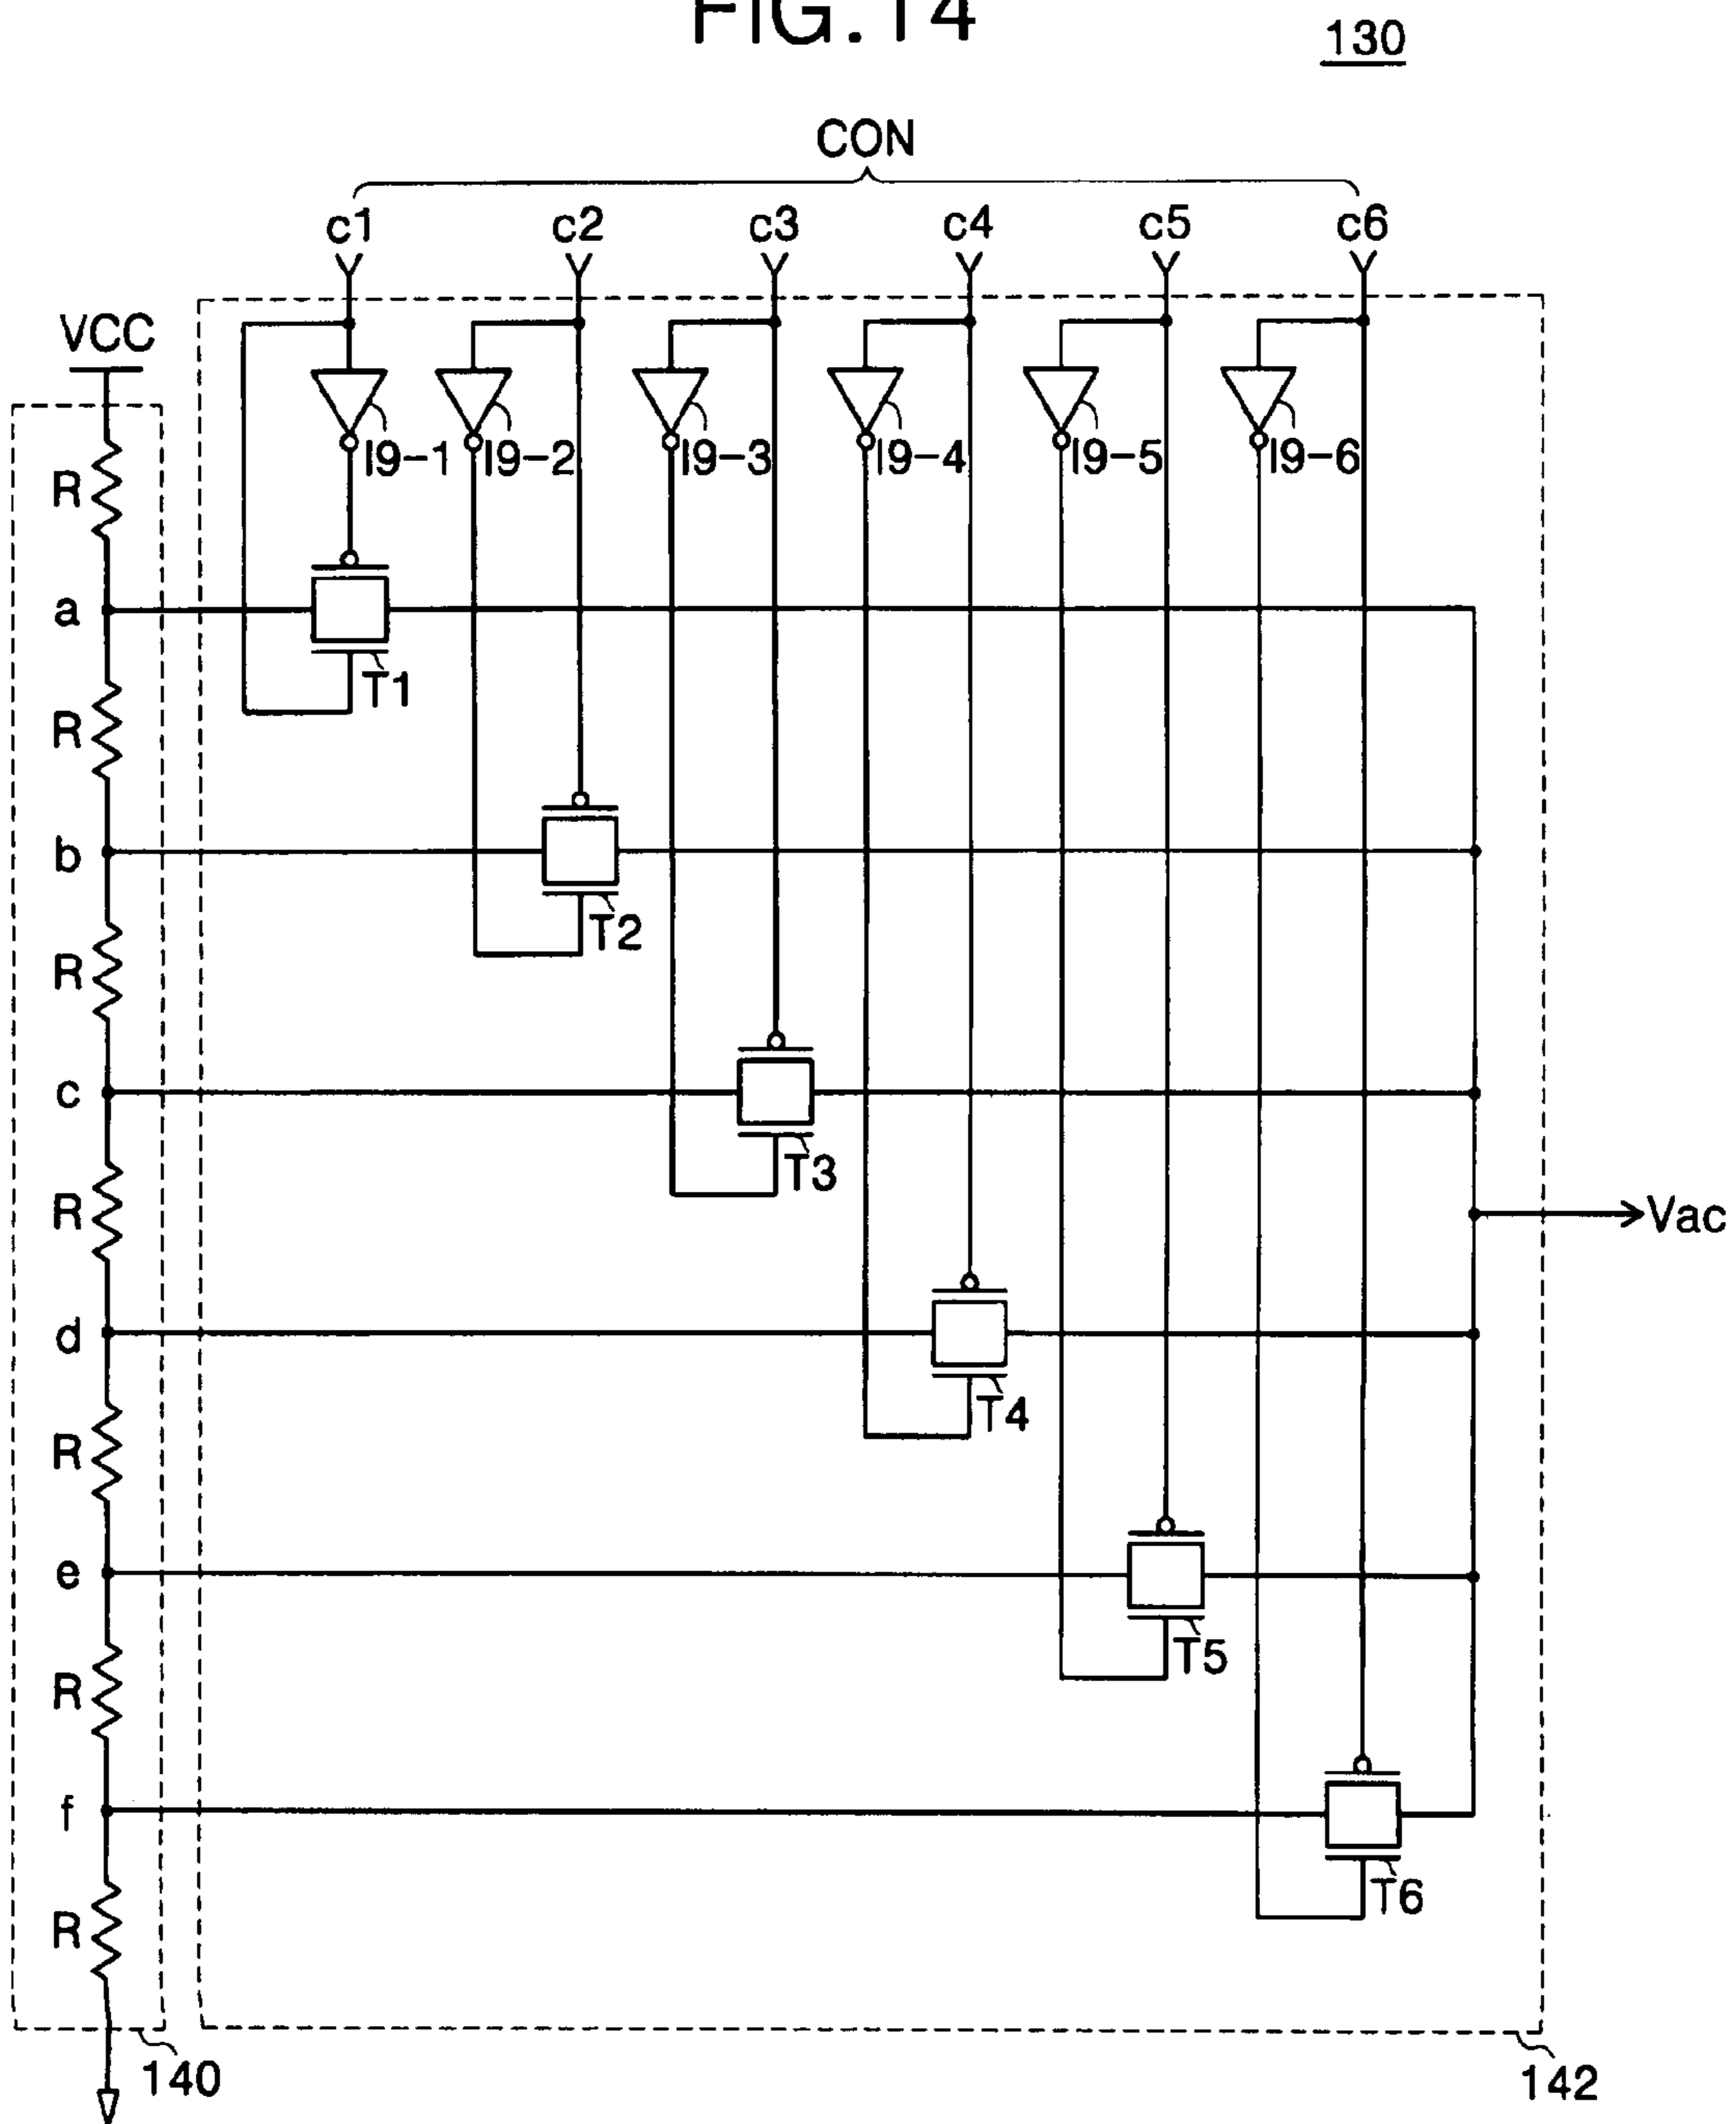 FIG.14
130
CON
c1 c2 c3 c4 c5 c6
VCC
I9-1 I9-2 I9-3 I9-4 I9-5 I9-6
R
a
T1
R
b
T2
R
c
T3
R
Vac
d
T4
R
e
T5
R
f
T6
R
140
142